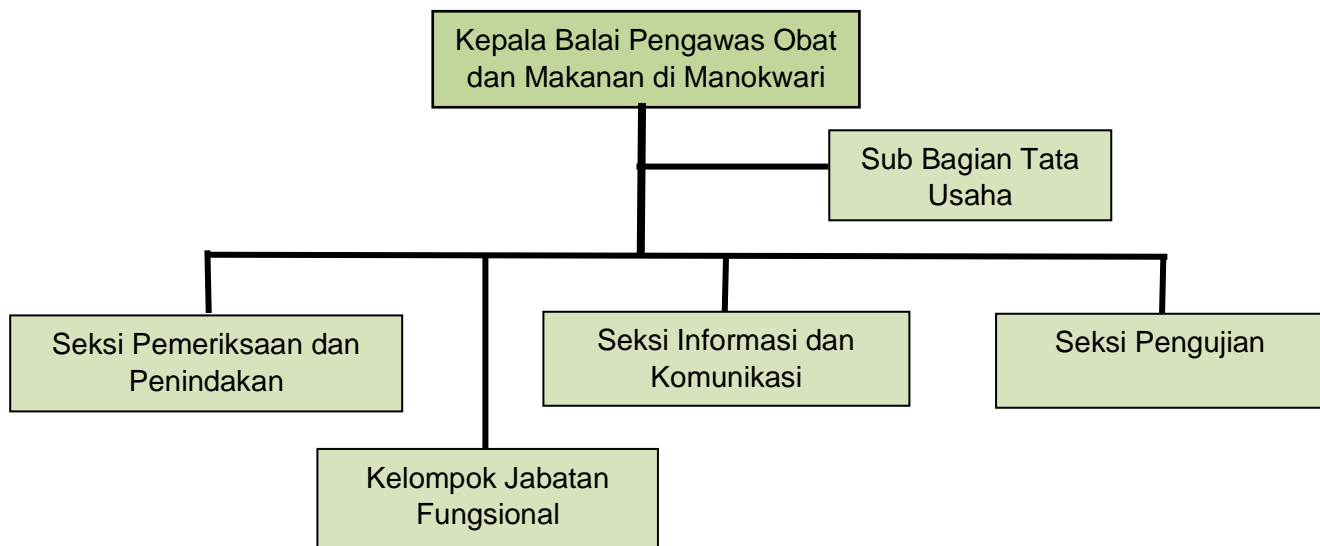 Kepala Balai Pengawas Obat
dan Makanan di Manokwari
Sub Bagian Tata
Usaha
Seksi Pemeriksaan dan
Penindakan
Seksi Informasi dan
Komunikasi
Seksi Pengujian
Kelompok Jabatan
Fungsional